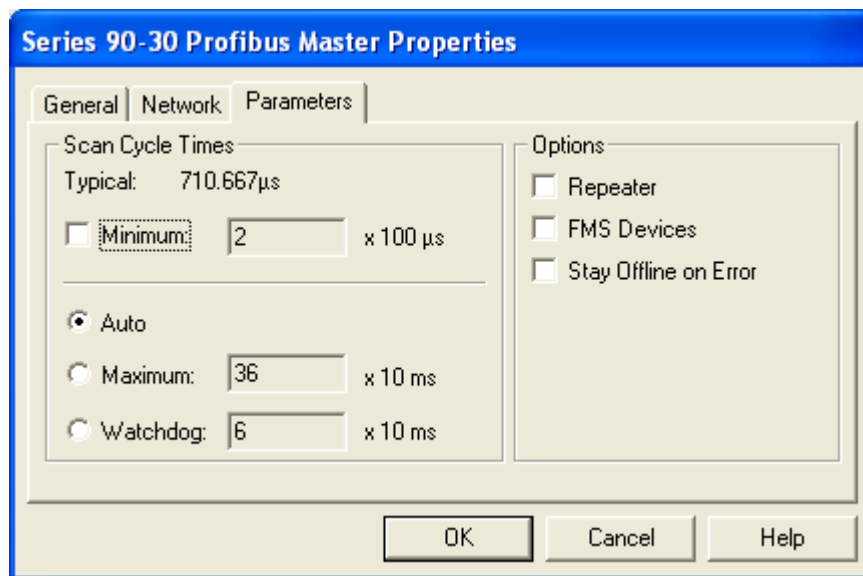 Series 90-30 Profibus Master Properties
General Network Parameters
Scan Cycle Times
Typical: 710.667µs
Minimum: 2 x 100 µs
Auto
Maximum: 36 x 10 ms
Watchdog: 6 x 10 ms
Options
Repeater
FMS Devices
Stay Offline on Error
OK Cancel Help